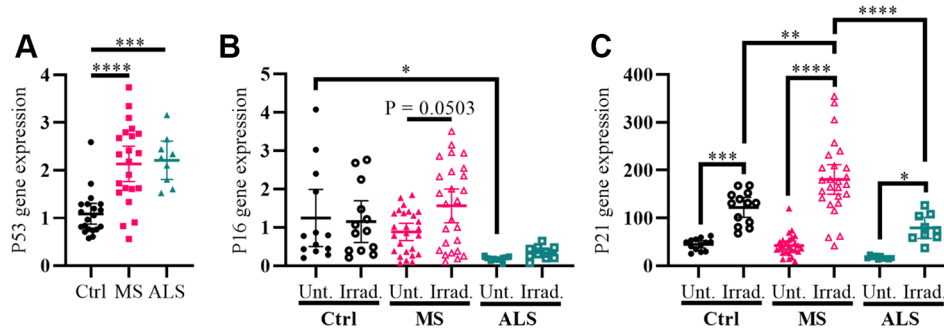 A
P53 gene expression
4
3
2
1
0
***
****
Ctrl MS ALS
B
P16 gene expression
5
4
3
2
1
0
*
P = 0.0503
Unt. Irrad. Unt. Irrad. Unt. Irrad.
Ctrl MS ALS
C
P21 gene expression
400
300
200
100
0
****
**
****
***
*
Unt. Irrad. Unt. Irrad. Unt. Irrad.
Ctrl MS ALS